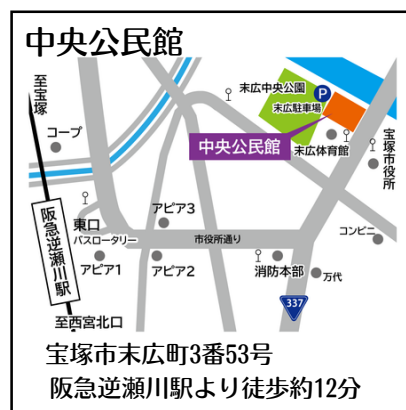 中央公民館
至宝塚
コープ
末広中央公園
P
末広駐車場
中央公民館
末広体育館
宝塚市役所
阪急逆瀬川駅
東口
バスロータリー
アピア3
市役所通り
コンビニ
アピア1
アピア2
消防本部
万代
至西宮北口
337
宝塚市末広町3番53号
阪急逆瀬川駅より徒歩約12分